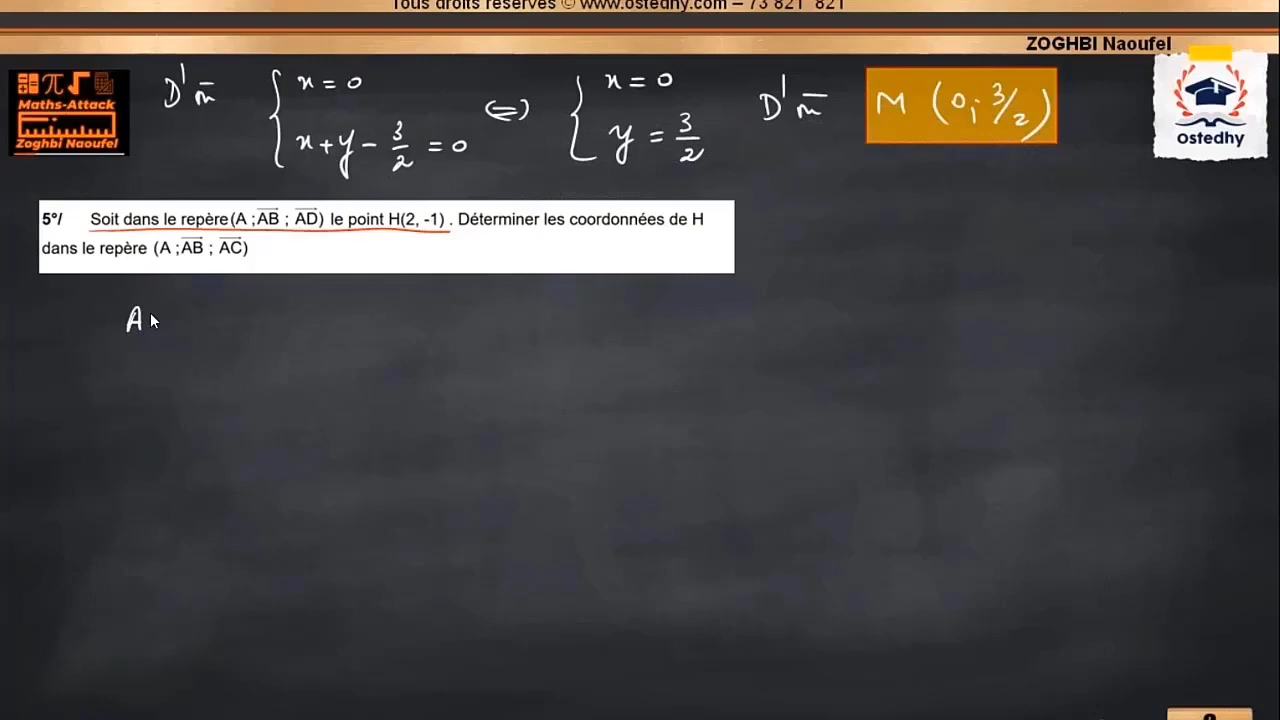 Tous droits réservés © www.ostedhy.com – 73 821 821
ZOGHBI Naoufel
Maths-Attack
Zoghbi Naoufel
D'où { x = 0
x + y - 3/2 = 0
⇔ { x = 0
y = 3/2
D'où M (0; 3/2)
Ostedhy
5°/ Soit dans le repère (A ; AB ; AD) le point H(2, -1) . Déterminer les coordonnées de H
dans le repère (A ; AB ; AC)
A